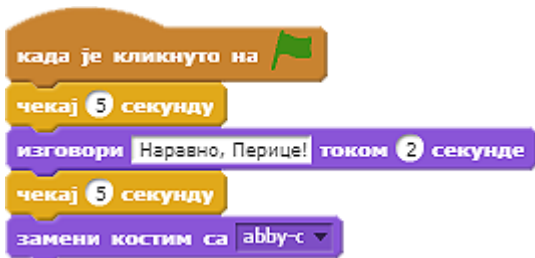 када је кликнуто на
чекај 5 секунду
изговори Наравно, Перице! током 2 секунде
чекај 5 секунду
замени костим са abby-c